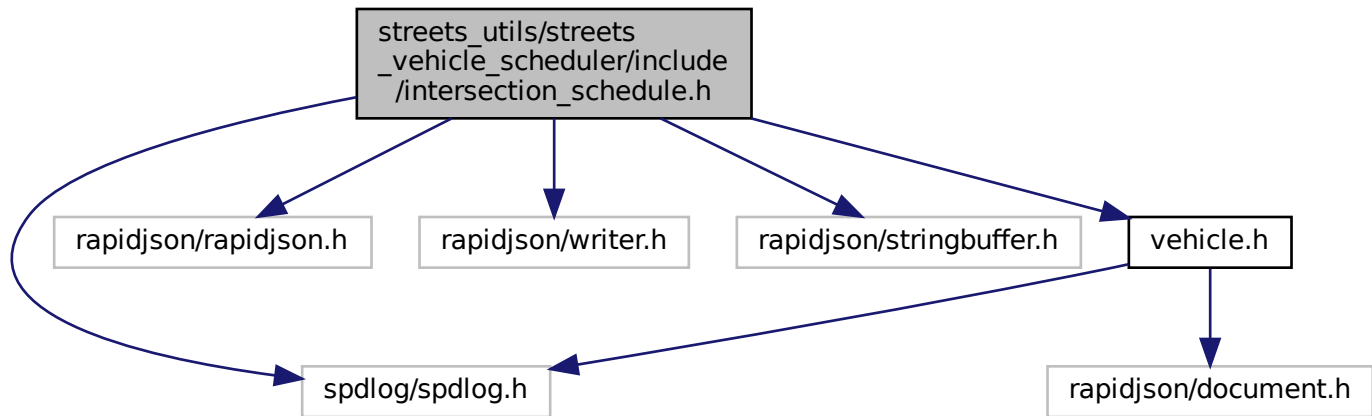 streets_utils/streets
_vehicle_scheduler/include
/intersection_schedule.h
rapidjson/rapidjson.h
rapidjson/writer.h
rapidjson/stringbuffer.h
vehicle.h
spdlog/spdlog.h
rapidjson/document.h